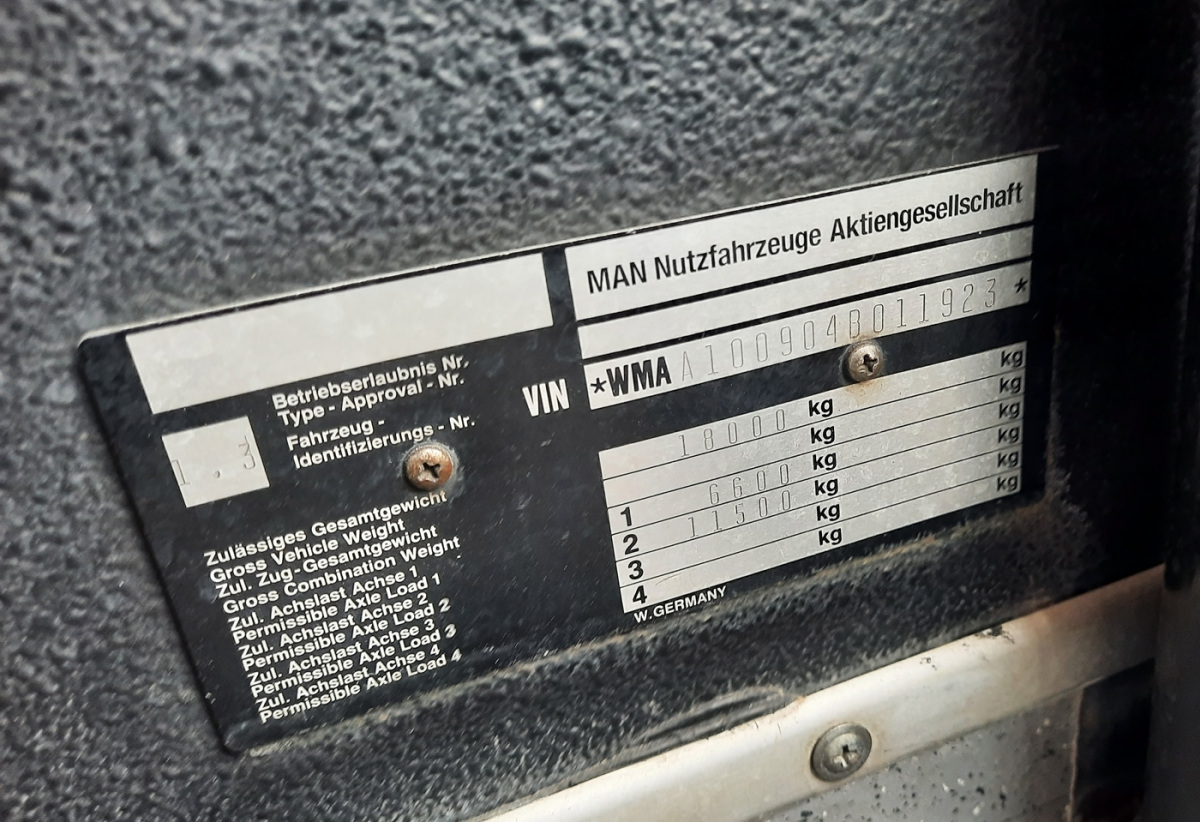 MAN Nutzfahrzeuge Aktiengesellschaft
Betriebserlaubnis Nr.
Type - Approval - Nr.
Fahrzeug -
Identifizierungs - Nr.
VIN *WMA A100904B011923 *
1.3
Zulässiges Gesamtgewicht
Gross Vehicle Weight
18000 kg kg
Zul. Zug-Gesamtgewicht
Gross Combination Weight
kg kg
Zul. Achslast Achse 1
Permissible Axle Load 1
1 6600 kg kg
Zul. Achslast Achse 2
Permissible Axle Load 2
2 11500 kg kg
Zul. Achslast Achse 3
Permissible Axle Load 3
3 kg kg
Zul. Achslast Achse 4
Permissible Axle Load 4
4 kg kg
W.GERMANY